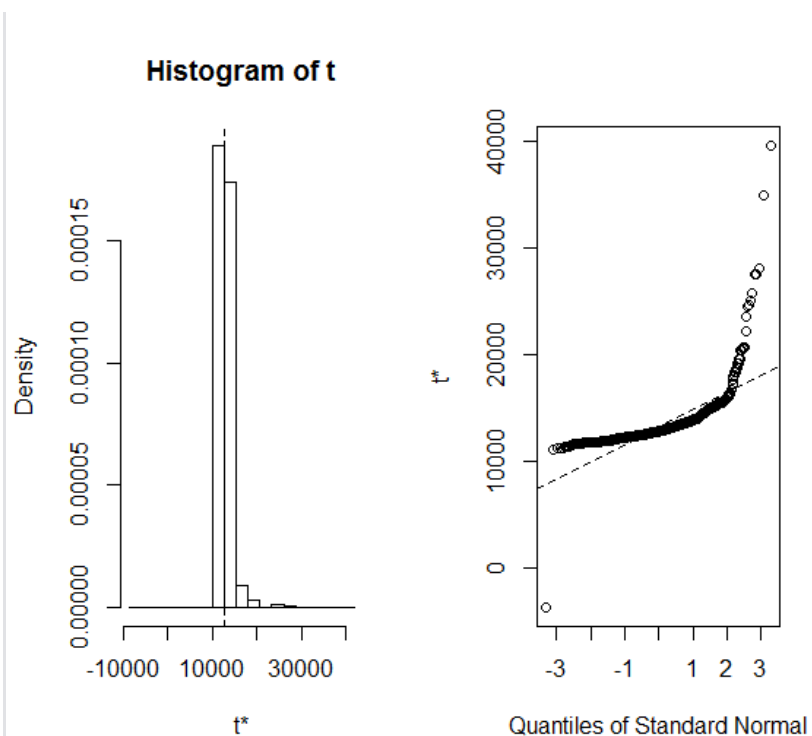 Histogram of t
Density
0.00000
0.00005
0.00010
0.00015
-10000 10000 30000
t*
t*
0
10000
20000
30000
40000
-3 -1 1 2 3
Quantiles of Standard Normal